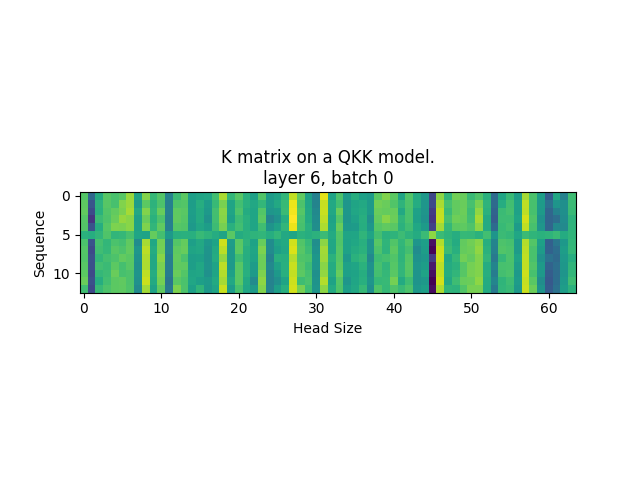 K matrix on a QKK model.
layer 6, batch 0
0
5
10
Sequence
0 10 20 30 40 50 60
Head Size